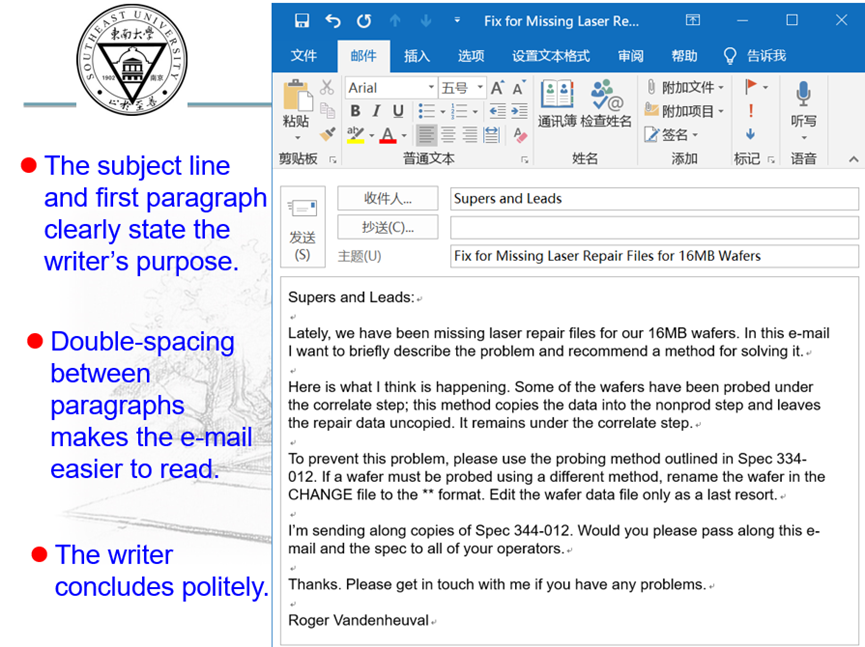 SOUTHEAST UNIVERSITY
東南大學
1902 南京
The subject line
and first paragraph
clearly state the
writer’s purpose.
Double-spacing
between
paragraphs
makes the e-mail
easier to read.
The writer
concludes politely.
Fix for Missing Laser Re...
文件 邮件 插入 选项 设置文本格式 审阅 帮助 告诉我
粘贴
剪贴板
Arial 五号 A A
B I U
aby A
普通文本
通讯簿 检查姓名
姓名
附加文件
附加项目
签名
添加
标记
听写
语音
发送
(S)
收件人... Supers and Leads
抄送(C)...
主题(U) Fix for Missing Laser Repair Files for 16MB Wafers
Supers and Leads:
Lately, we have been missing laser repair files for our 16MB wafers. In this e-mail
I want to briefly describe the problem and recommend a method for solving it.
Here is what I think is happening. Some of the wafers have been probed under
the correlate step; this method copies the data into the nonprod step and leaves
the repair data uncopied. It remains under the correlate step.
To prevent this problem, please use the probing method outlined in Spec 334-
012. If a wafer must be probed using a different method, rename the wafer in the
CHANGE file to the ** format. Edit the wafer data file only as a last resort.
I’m sending along copies of Spec 344-012. Would you please pass along this e-
mail and the spec to all of your operators.
Thanks. Please get in touch with me if you have any problems.
Roger Vandenheuval